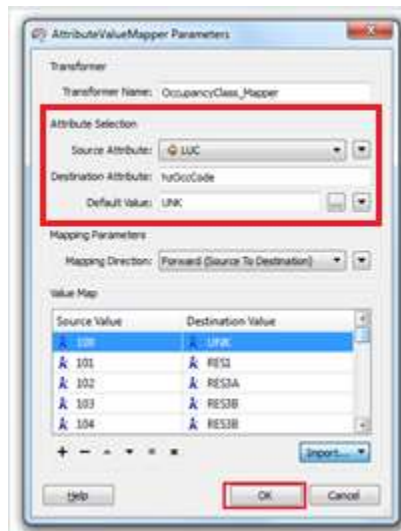 AttributeValueMapper Parameters
Transformer
Transformer Name: OccupancyClass_Mapper
Attribute Selection
Source Attribute: LUC
Destination Attribute: hzOccCode
Default Value: UNK
Mapping Parameters
Mapping Direction: Forward (Source To Destination)
Value Map
Source Value Destination Value
100 UNK
101 RES1
102 RES3A
103 RES3B
104 RES3B
Import...
Help OK Cancel